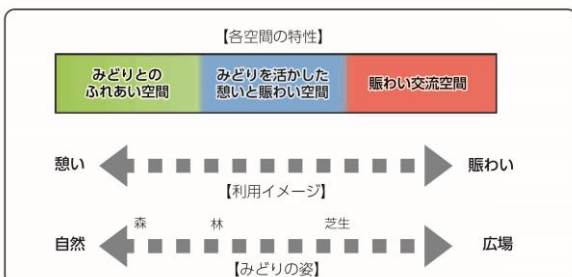 【各空間の特性】
みどりとの
ふれあい空間
みどりを活かした
憩いと賑わい空間
賑わい交流空間
憩い
賑わい
【利用イメージ】
森
林
芝生
自然
広場
【みどりの姿】